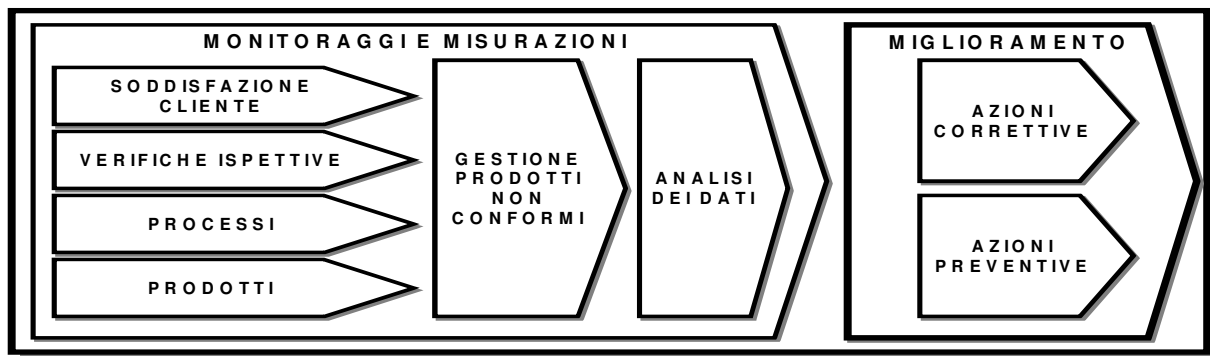 MONITORAGGI E MISURAZIONI
SODDISFAZIONE
CLIENTE
VERIFICHE ISPETTIVE
PROCESSI
PRODOTTI
GESTIONE
PRODOTTI
NON
CONFORMI
ANALISI
DEI DATI
MIGLIORAMENTO
AZIONI
CORRETTIVE
AZIONI
PREVENTIVE